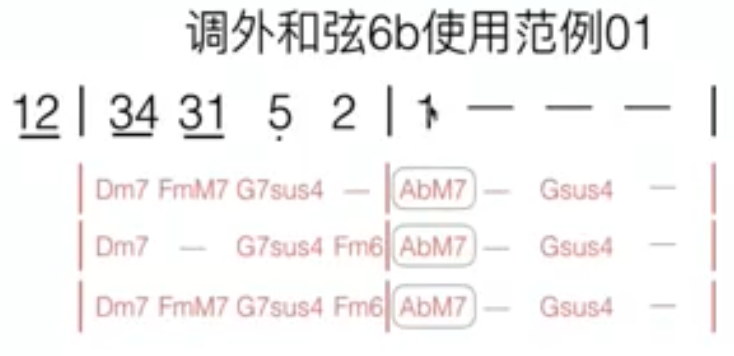 调外和弦6b使用范例01
12 | 34 31 5 2 | 1 — — — |
| Dm7 FmM7 G7sus4 — | AbM7 — Gsus4 — |
| Dm7 — G7sus4 Fm6 | AbM7 — Gsus4 — |
| Dm7 FmM7 G7sus4 Fm6 | AbM7 — Gsus4 — |